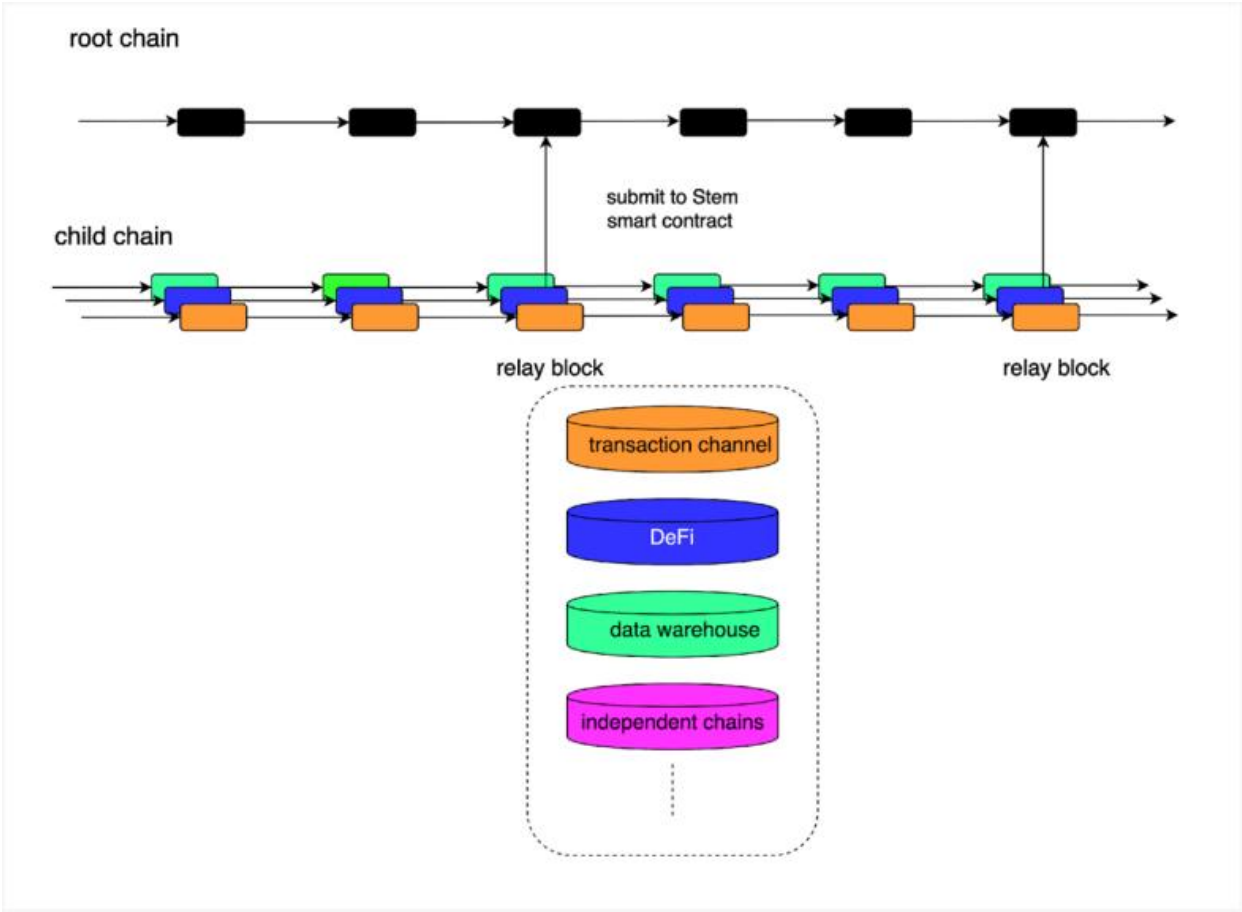 root chain
submit to Stem
smart contract
child chain
relay block
relay block
transaction channel
DeFi
data warehouse
independent chains